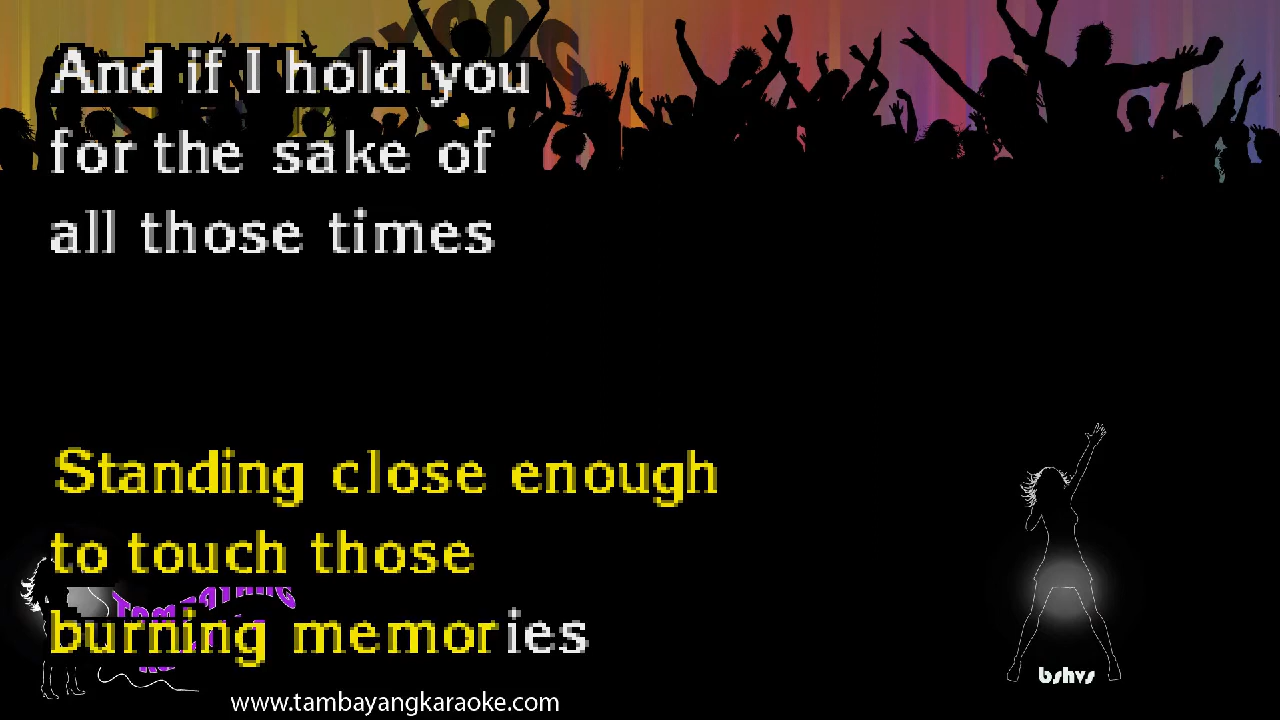 And if I hold you
for the sake of
all those times
Standing close enough
to touch those
burning memories
www.tambayangkaraoke.com
bshvs